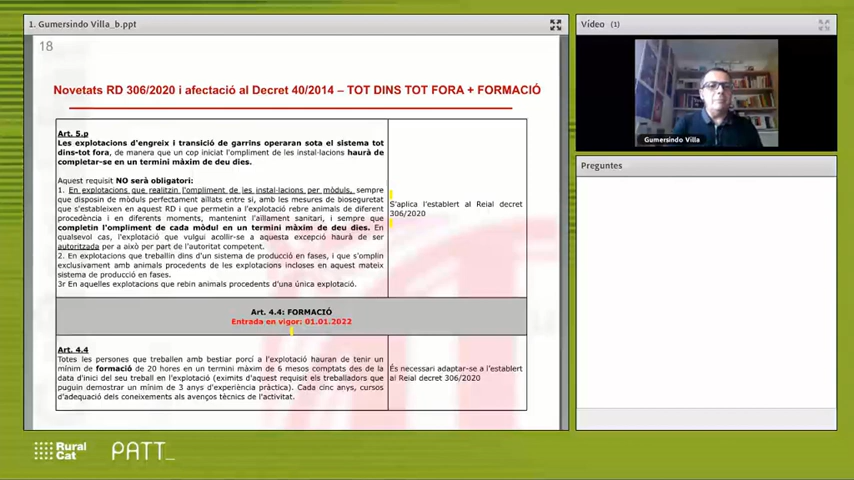 1. Gumersindo Villa_b.ppt
18
Novetats RD 306/2020 i afectació al Decret 40/2014 – TOT DINS TOT FORA + FORMACIÓ
Art. 5.p
Les explotacions d'engreix i transició de garrins operaran sota el sistema tot
dins-tot fora, de manera que un cop iniciat l'ompliment de les instal·lacions haurà de
completar-se en un termini màxim de deu dies.
Aquest requisit NO serà obligatori:
1. En explotacions que realitzin l'ompliment de les instal·lacions per mòduls, sempre
que disposin de mòduls perfectament aïllats entre si, amb les mesures de bioseguretat
que s'estableixen en aquest RD i que permetin a l'explotació rebre animals de diferent
procedència i en diferents moments, mantenint l'aïllament sanitari, i sempre que
completin l'ompliment de cada mòdul en un termini màxim de deu dies. En
qualsevol cas, l'explotació que vulgui acollir-se a aquesta excepció haurà de ser
autoritzada per a això per part de l'autoritat competent.
2. En explotacions que treballin dins d'un sistema de producció en fases, i que s'omplin
exclusivament amb animals procedents de les explotacions incloses en aquest mateix
sistema de producció en fases.
3r En aquelles explotacions que rebin animals procedents d'una única explotació.
S'aplica l'establert al Reial decret
306/2020
Art. 4.4: FORMACIÓ
Entrada en vigor: 01.01.2022
Art. 4.4
Totes les persones que treballen amb bestiar porcí a l'explotació hauran de tenir un
mínim de formació de 20 hores en un termini màxim de 6 mesos comptats des de la
data d'inici del seu treball en l'explotació (eximits d'aquest requisit els treballadors que
puguin demostrar un mínim de 3 anys d'experiència pràctica). Cada cinc anys, cursos
d'adequació dels coneixements als avenços tècnics de l'activitat.
És necessari adaptar-se a l'establert
al Reial decret 306/2020
Vídeo (1)
Gumersindo Villa
Preguntes
Rural
Cat
PATT_